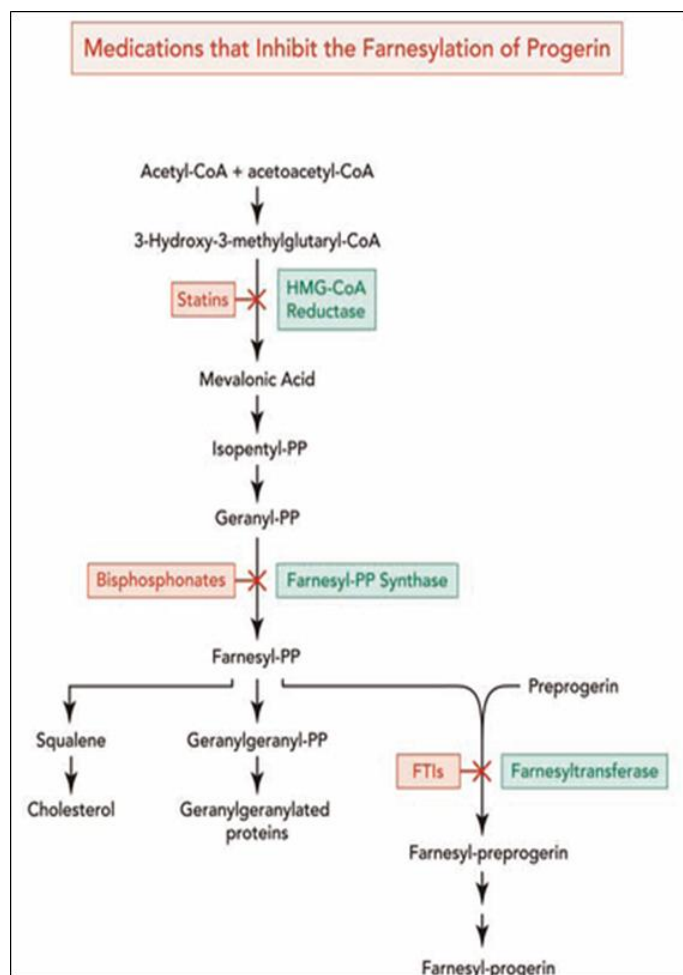 Medications that Inhibit the Farnesylation of Progerin
Acetyl-CoA + acetoacetyl-CoA
3-Hydroxy-3-methylglutaryl-CoA
Statins
HMG-CoA
Reductase
Mevalonic Acid
Isopentyl-PP
Geranyl-PP
Bisphosphonates
Farnesyl-PP Synthase
Farnesyl-PP
Preprogerin
Squalene
Geranylgeranyl-PP
FTIs
Farnesyltransferase
Cholesterol
Geranylgeranylated
proteins
Farnesyl-preprogerin
Farnesyl-progerin